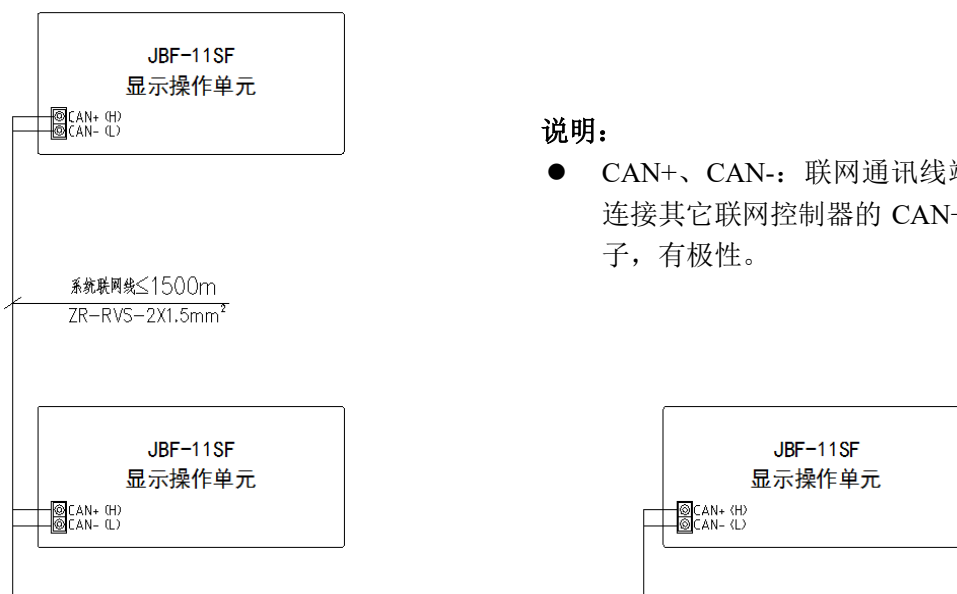 JBF-11SF
显示操作单元
CAN+ (H)
CAN- (L)
说明：
● CAN+、CAN-：联网通讯线
连接其它联网控制器的 CAN
子，有极性。
系统联网线≤1500m
ZR-RVS-2X1.5mm²
JBF-11SF
显示操作单元
CAN+ (H)
CAN- (L)
JBF-11SF
显示操作单元
CAN+ (H)
CAN- (L)